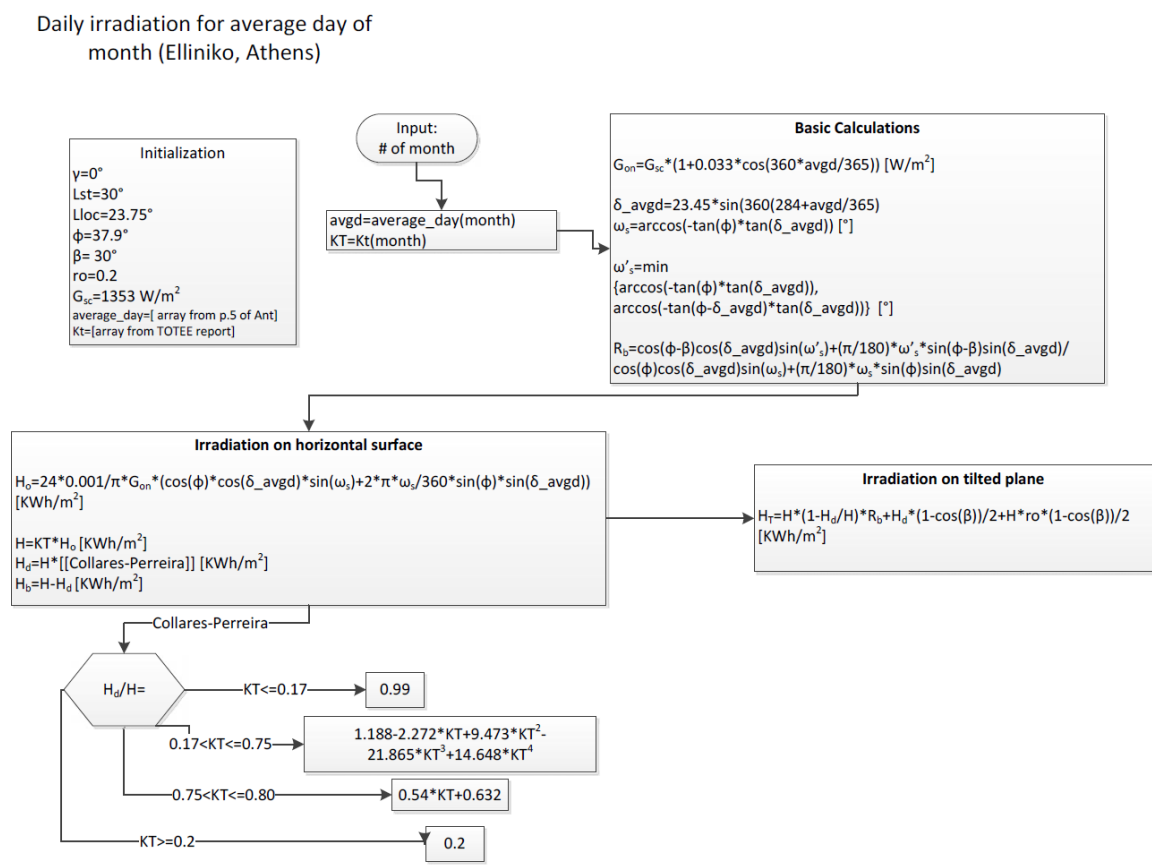 Daily irradiation for average day of
month (Elliniko, Athens)
Initialization
γ=0°
Lst=30°
Lloc=23.75°
φ=37.9°
β= 30°
ro=0.2
Gsc=1353 W/m²
average_day=[ array from p.5 of Ant]
Kt=[array from TOTEE report]
Input:
# of month
avgd=average_day(month)
KT=Kt(month)
Basic Calculations
Gon=Gsc*(1+0.033*cos(360*avgd/365)) [W/m²]
δ_avgd=23.45*sin(360(284+avgd/365)
ωs=arccos(-tan(φ)*tan(δ_avgd)) [°]
ω's=min
{arccos(-tan(φ)*tan(δ_avgd)),
arccos(-tan(φ-δ_avgd)*tan(δ_avgd))} [°]
Rb=cos(φ-β)cos(δ_avgd)sin(ω's)+(π/180)*ω's*sin(φ-β)sin(δ_avgd)/
cos(φ)cos(δ_avgd)sin(ωs)+(π/180)*ωs*sin(φ)sin(δ_avgd)
Irradiation on horizontal surface
Ho=24*0.001/π*Gon*(cos(φ)*cos(δ_avgd)*sin(ωs)+2*π*ωs/360*sin(φ)*sin(δ_avgd))
[KWh/m²]
H=KT*Ho [KWh/m²]
Hd=H*[[Collares-Perreira]] [KWh/m²]
Hb=H-Hd [KWh/m²]
Irradiation on tilted plane
HT=H*(1-Hd/H)*Rb+Hd*(1-cos(β))/2+H*ro*(1-cos(β))/2
[KWh/m²]
Collares-Perreira
Hd/H=
KT<=0.17
0.99
0.17<KT<=0.75
1.188-2.272*KT+9.473*KT²-
21.865*KT³+14.648*KT⁴
0.75<KT<=0.80
0.54*KT+0.632
KT>=0.2
0.2